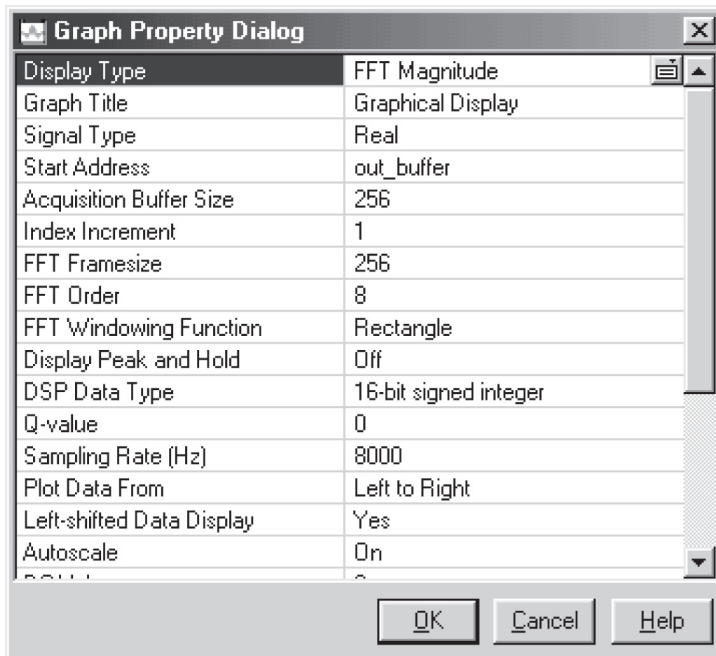 Graph Property Dialog
Display Type FFT Magnitude
Graph Title Graphical Display
Signal Type Real
Start Address out_buffer
Acquisition Buffer Size 256
Index Increment 1
FFT Framesize 256
FFT Order 8
FFT Windowing Function Rectangle
Display Peak and Hold Off
DSP Data Type 16-bit signed integer
Q-value 0
Sampling Rate (Hz) 8000
Plot Data From Left to Right
Left-shifted Data Display Yes
Autoscale On
OK Cancel Help